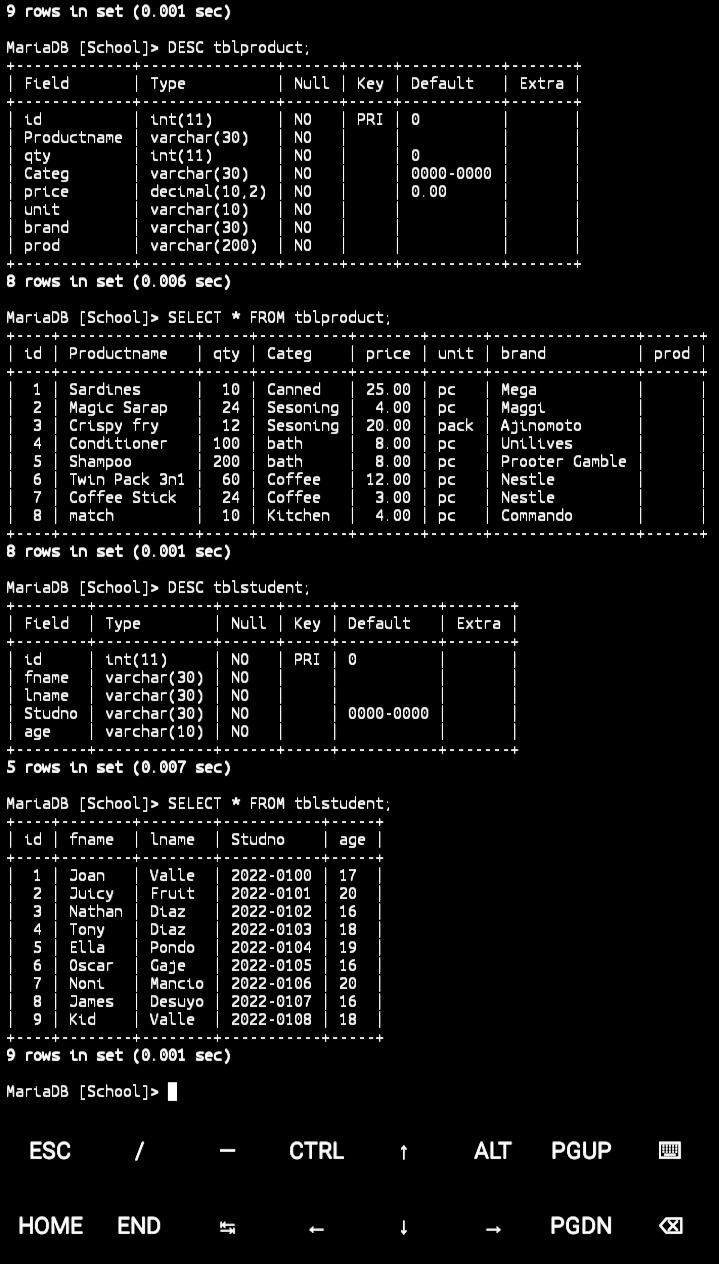 9 rows in set (0.001 sec)
MariaDB [School]> DESC tblproduct;
+-------------+---------------+------+-----+-----------+-------+
| Field       | Type          | Null | Key | Default   | Extra |
+-------------+---------------+------+-----+-----------+-------+
| id          | int(11)       | NO   | PRI | 0         |       |
| Productname | varchar(30)   | NO   |     |           |       |
| qty         | int(11)       | NO   |     | 0         |       |
| Categ       | varchar(30)   | NO   |     | 0000-0000 |       |
| price       | decimal(10,2) | NO   |     | 0.00      |       |
| unit        | varchar(10)   | NO   |     |           |       |
| brand       | varchar(30)   | NO   |     |           |       |
| prod        | varchar(200)  | NO   |     |           |       |
+-------------+---------------+------+-----+-----------+-------+
8 rows in set (0.006 sec)
MariaDB [School]> SELECT * FROM tblproduct;
+----+--------------+-----+----------+-------+------+----------------+------+
| id | Productname  | qty | Categ    | price | unit | brand          | prod |
+----+--------------+-----+----------+-------+------+----------------+------+
|  1 | Sardines     |  10 | Canned   | 25.00 | pc   | Mega           |      |
|  2 | Magic Sarap  |  24 | Sesoning |  4.00 | pc   | Maggi          |      |
|  3 | Crispy fry   |  12 | Sesoning | 20.00 | pack | Ajinomoto      |      |
|  4 | Conditioner  | 100 | bath     |  8.00 | pc   | Unilives       |      |
|  5 | Shampoo      | 200 | bath     |  8.00 | pc   | Prooter Gamble |      |
|  6 | Twin Pack 3n1 |  60 | Coffee   | 12.00 | pc   | Nestle         |      |
|  7 | Coffee Stick |  24 | Coffee   |  3.00 | pc   | Nestle         |      |
|  8 | match        |  10 | Kitchen  |  4.00 | pc   | Commando       |      |
+----+--------------+-----+----------+-------+------+----------------+------+
8 rows in set (0.001 sec)
MariaDB [School]> DESC tblstudent;
+--------+-------------+------+-----+-----------+-------+
| Field  | Type        | Null | Key | Default   | Extra |
+--------+-------------+------+-----+-----------+-------+
| id     | int(11)     | NO   | PRI | 0         |       |
| fname  | varchar(30) | NO   |     |           |       |
| lname  | varchar(30) | NO   |     |           |       |
| Studno | varchar(30) | NO   |     | 0000-0000 |       |
| age    | varchar(10) | NO   |     |           |       |
+--------+-------------+------+-----+-----------+-------+
5 rows in set (0.007 sec)
MariaDB [School]> SELECT * FROM tblstudent;
+----+--------+--------+-----------+-----+
| id | fname  | lname  | Studno    | age |
+----+--------+--------+-----------+-----+
|  1 | Joan   | Valle  | 2022-0100 | 17  |
|  2 | Juicy  | Fruit  | 2022-0101 | 20  |
|  3 | Nathan | Diaz   | 2022-0102 | 16  |
|  4 | Tony   | Diaz   | 2022-0103 | 18  |
|  5 | Ella   | Pondo  | 2022-0104 | 19  |
|  6 | Oscar  | Gaje   | 2022-0105 | 16  |
|  7 | Noni   | Mancio | 2022-0106 | 20  |
|  8 | James  | Desuyo | 2022-0107 | 16  |
|  9 | Kid    | Valle  | 2022-0108 | 18  |
+----+--------+--------+-----------+-----+
9 rows in set (0.001 sec)
MariaDB [School]>
ESC / — CTRL ↑ ALT PGUP ⌨
HOME END ↹ ← ↓ → PGDN ⌫